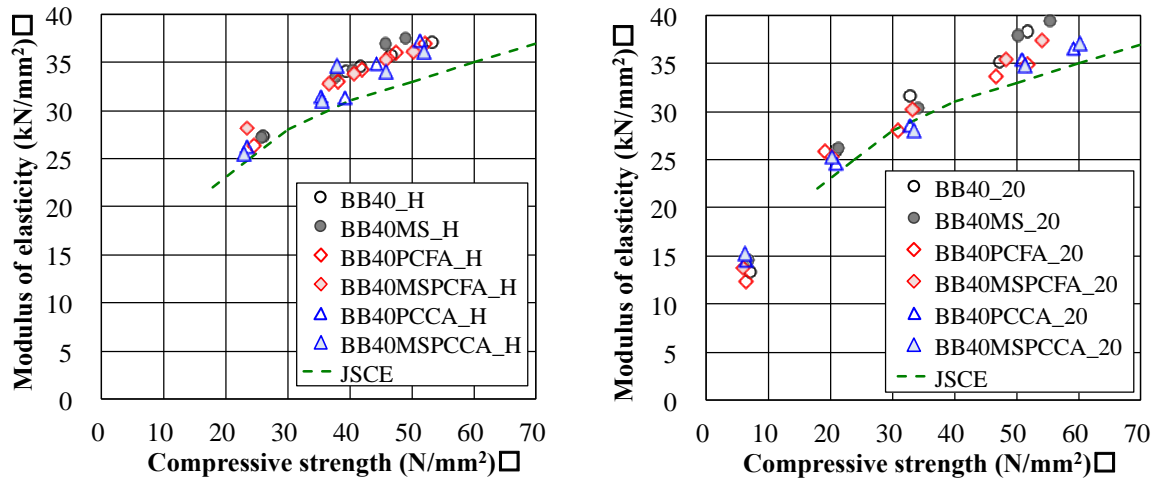 Modulus of elasticity (kN/mm²)□
40
35
30
25
20
15
10
5
0
BB40_H
BB40MS_H
BB40PCFA_H
BB40MSPCFA_H
BB40PCCA_H
BB40MSPCCA_H
JSCE
0 10 20 30 40 50 60 70
Compressive strength (N/mm²)□
Modulus of elasticity (kN/mm²)□
40
35
30
25
20
15
10
5
0
BB40_20
BB40MS_20
BB40PCFA_20
BB40MSPCFA_20
BB40PCCA_20
BB40MSPCCA_20
JSCE
0 10 20 30 40 50 60 70
Compressive strength (N/mm²)□